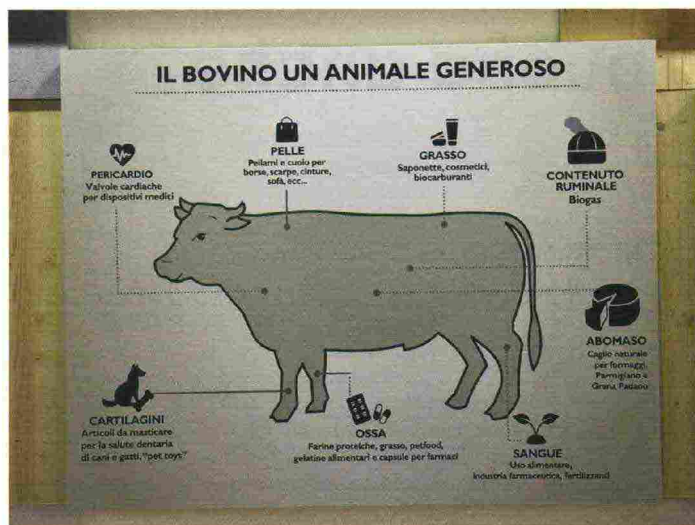 IL BOVINO UN ANIMALE GENEROSO
PERICARDIO
Valvole cardiache
per dispositivi medici
PELLE
Pellami e cuoio per
borse, scarpe, cinture,
sofà, ecc...
GRASSO
Saponette, cosmetici,
biocarburanti
CONTENUTO
RUMINALE
Biogas
ABOMASO
Caglio naturale
per formaggi,
Parmigiano e
Grana Padano
CARTILAGINI
Articoli da masticare
per la salute dentaria
di cani e gatti, "pet toys"
OSSA
Farine proteiche, grasso, petfood,
gelatine alimentari e capsule per farmaci
SANGUE
Uso alimentare,
industria farmaceutica, fertilizzanti